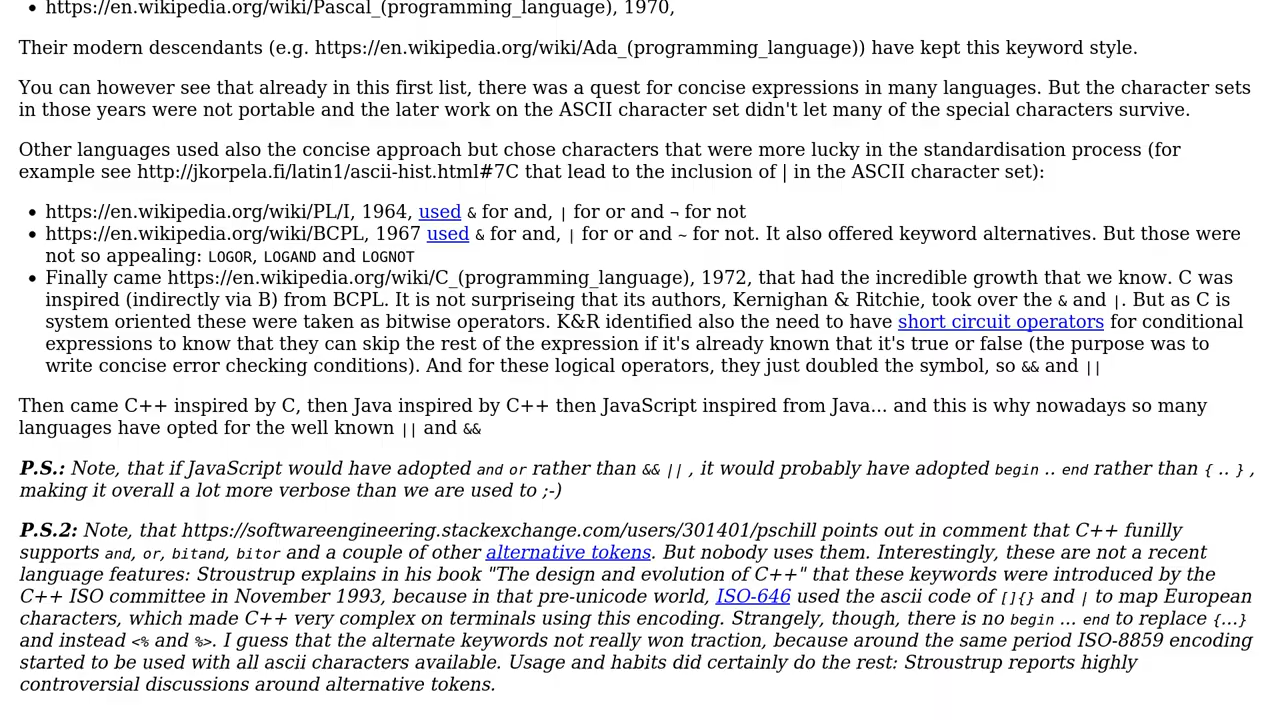 • https://en.wikipedia.org/wiki/Pascal_(programming_language), 1970,
Their modern descendants (e.g. https://en.wikipedia.org/wiki/Ada_(programming_language)) have kept this keyword style.
You can however see that already in this first list, there was a quest for concise expressions in many languages. But the character sets
in those years were not portable and the later work on the ASCII character set didn't let many of the special characters survive.
Other languages used also the concise approach but chose characters that were more lucky in the standardisation process (for
example see http://jkorpela.fi/latin1/ascii-hist.html#7C that lead to the inclusion of | in the ASCII character set):
• https://en.wikipedia.org/wiki/PL/I, 1964, used & for and, | for or and ¬ for not
• https://en.wikipedia.org/wiki/BCPL, 1967 used & for and, | for or and ~ for not. It also offered keyword alternatives. But those were
not so appealing: LOGOR, LOGAND and LOGNOT
• Finally came https://en.wikipedia.org/wiki/C_(programming_language), 1972, that had the incredible growth that we know. C was
inspired (indirectly via B) from BCPL. It is not surpriseing that its authors, Kernighan & Ritchie, took over the & and |. But as C is
system oriented these were taken as bitwise operators. K&R identified also the need to have short circuit operators for conditional
expressions to know that they can skip the rest of the expression if it's already known that it's true or false (the purpose was to
write concise error checking conditions). And for these logical operators, they just doubled the symbol, so && and ||
Then came C++ inspired by C, then Java inspired by C++ then JavaScript inspired from Java... and this is why nowadays so many
languages have opted for the well known || and &&
P.S.: Note, that if JavaScript would have adopted and or rather than && || , it would probably have adopted begin .. end rather than { .. } ,
making it overall a lot more verbose than we are used to ;-)
P.S.2: Note, that https://softwareengineering.stackexchange.com/users/301401/pschill points out in comment that C++ funilly
supports and, or, bitand, bitor and a couple of other alternative tokens. But nobody uses them. Interestingly, these are not a recent
language features: Stroustrup explains in his book "The design and evolution of C++" that these keywords were introduced by the
C++ ISO committee in November 1993, because in that pre-unicode world, ISO-646 used the ascii code of []{} and | to map European
characters, which made C++ very complex on terminals using this encoding. Strangely, though, there is no begin ... end to replace {...}
and instead <% and %>. I guess that the alternate keywords not really won traction, because around the same period ISO-8859 encoding
started to be used with all ascii characters available. Usage and habits did certainly do the rest: Stroustrup reports highly
controversial discussions around alternative tokens.